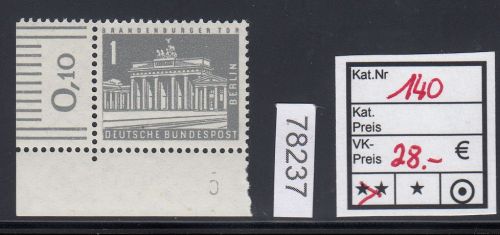 0,10
BRANDENBURGER TOR
1
BERLIN
DEUTSCHE BUNDESPOST
78237
Kat.Nr 140
Kat. Preis
VK-Preis 28.- €